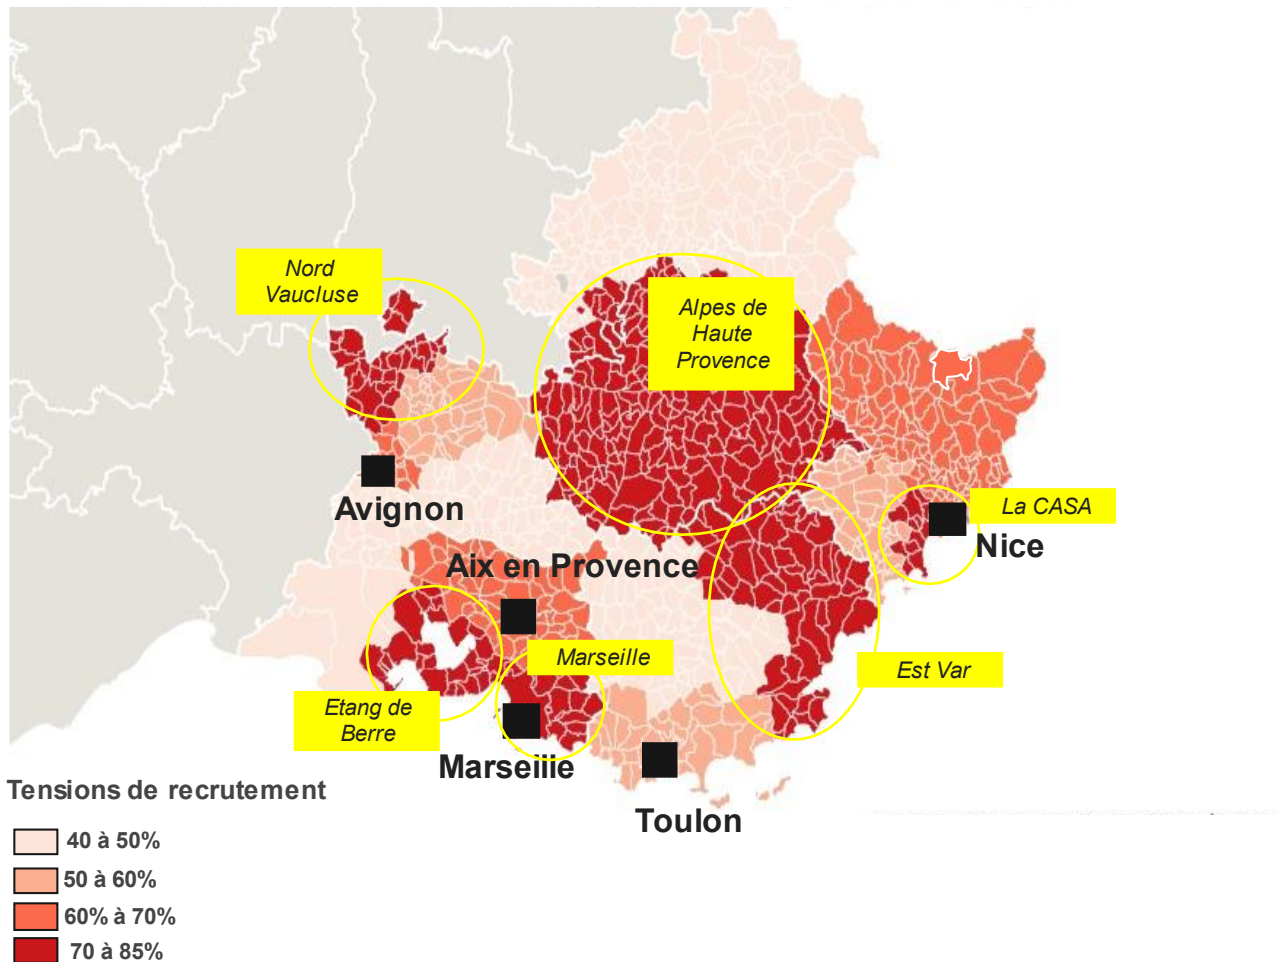 Nord
Vaucluse
Alpes de
Haute
Provence
Avignon
La CASA
Nice
Aix en Provence
Marseille
Est Var
Etang de
Berre
Marseille
Toulon
Tensions de recrutement
40 à 50%
50 à 60%
60% à 70%
70 à 85%